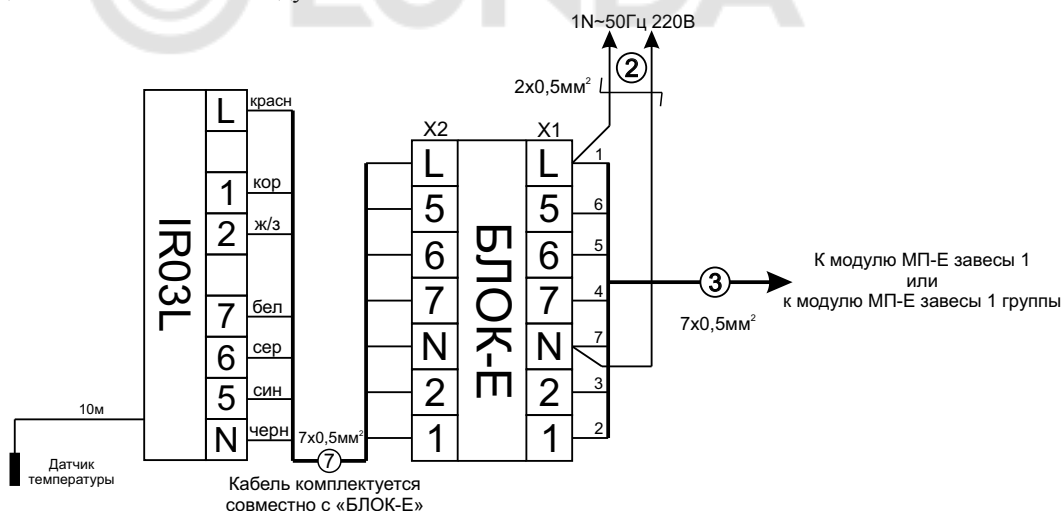 1N~50Гц 220В
2
2х0,5мм²
IR03L
L красн
1 кор
2 ж/з
7 бел
6 сер
5 син
N черн
10м
Датчик
температуры
7х0,5мм²
7
Кабель комплектуется
совместно с «БЛОК-Е»
X2
L
5
6
7
N
2
1
БЛОК-Е
X1
L 1
5 6
6 5
7 4
N 7
2 3
1 2
3
7х0,5мм²
К модулю МП-Е завесы 1
или
к модулю МП-Е завесы 1 группы